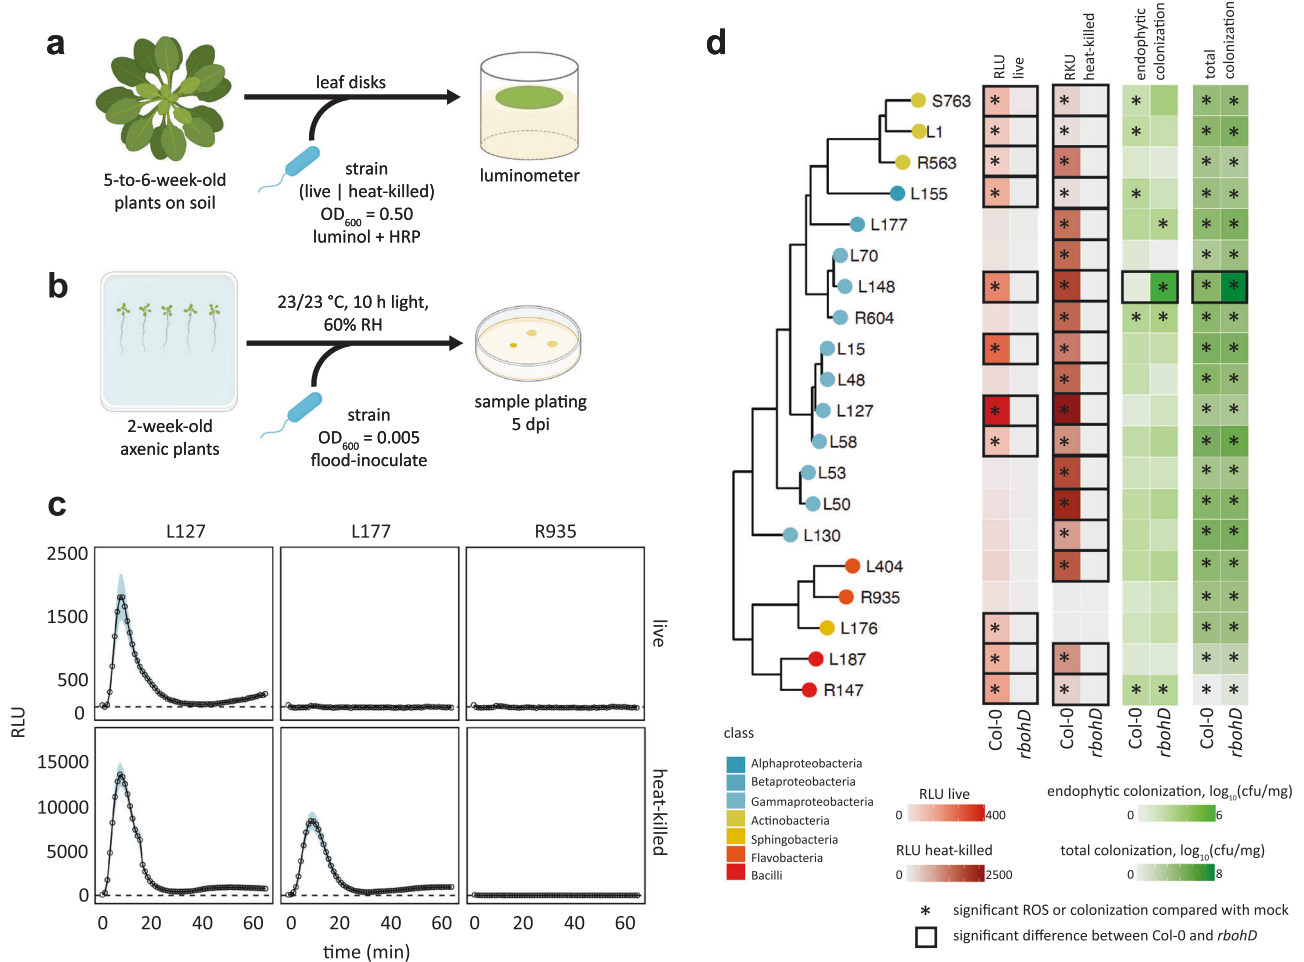 a
leaf disks
strain
(live | heat-killed)
OD600 = 0.50
luminol + HRP
5-to-6-week-old
plants on soil
luminometer
b
23/23 °C, 10 h light,
60% RH
strain
OD600 = 0.005
flood-inoculate
2-week-old
axenic plants
sample plating
5 dpi
c
L127
L177
R935
2500
1500
500
0
live
RLU
15000
10000
5000
0
heat-killed
0 20 40 60
0 20 40 60
0 20 40 60
time (min)
d
RLU
live
RKU
heat-killed
endophytic
colonization
total
colonization
S763
L1
R563
L155
L177
L70
L148
R604
L15
L48
L127
L58
L53
L50
L130
L404
R935
L176
L187
R147
Col-0
rbohD
Col-0
rbohD
Col-0
rbohD
Col-0
rbohD
class
Alphaproteobacteria
Betaproteobacteria
Gammaproteobacteria
Actinobacteria
Sphingobacteria
Flavobacteria
Bacilli
RLU live
0 400
RLU heat-killed
0 2500
endophytic colonization, log10(cfu/mg)
0 6
total colonization, log10(cfu/mg)
0 8
* significant ROS or colonization compared with mock
significant difference between Col-0 and rbohD